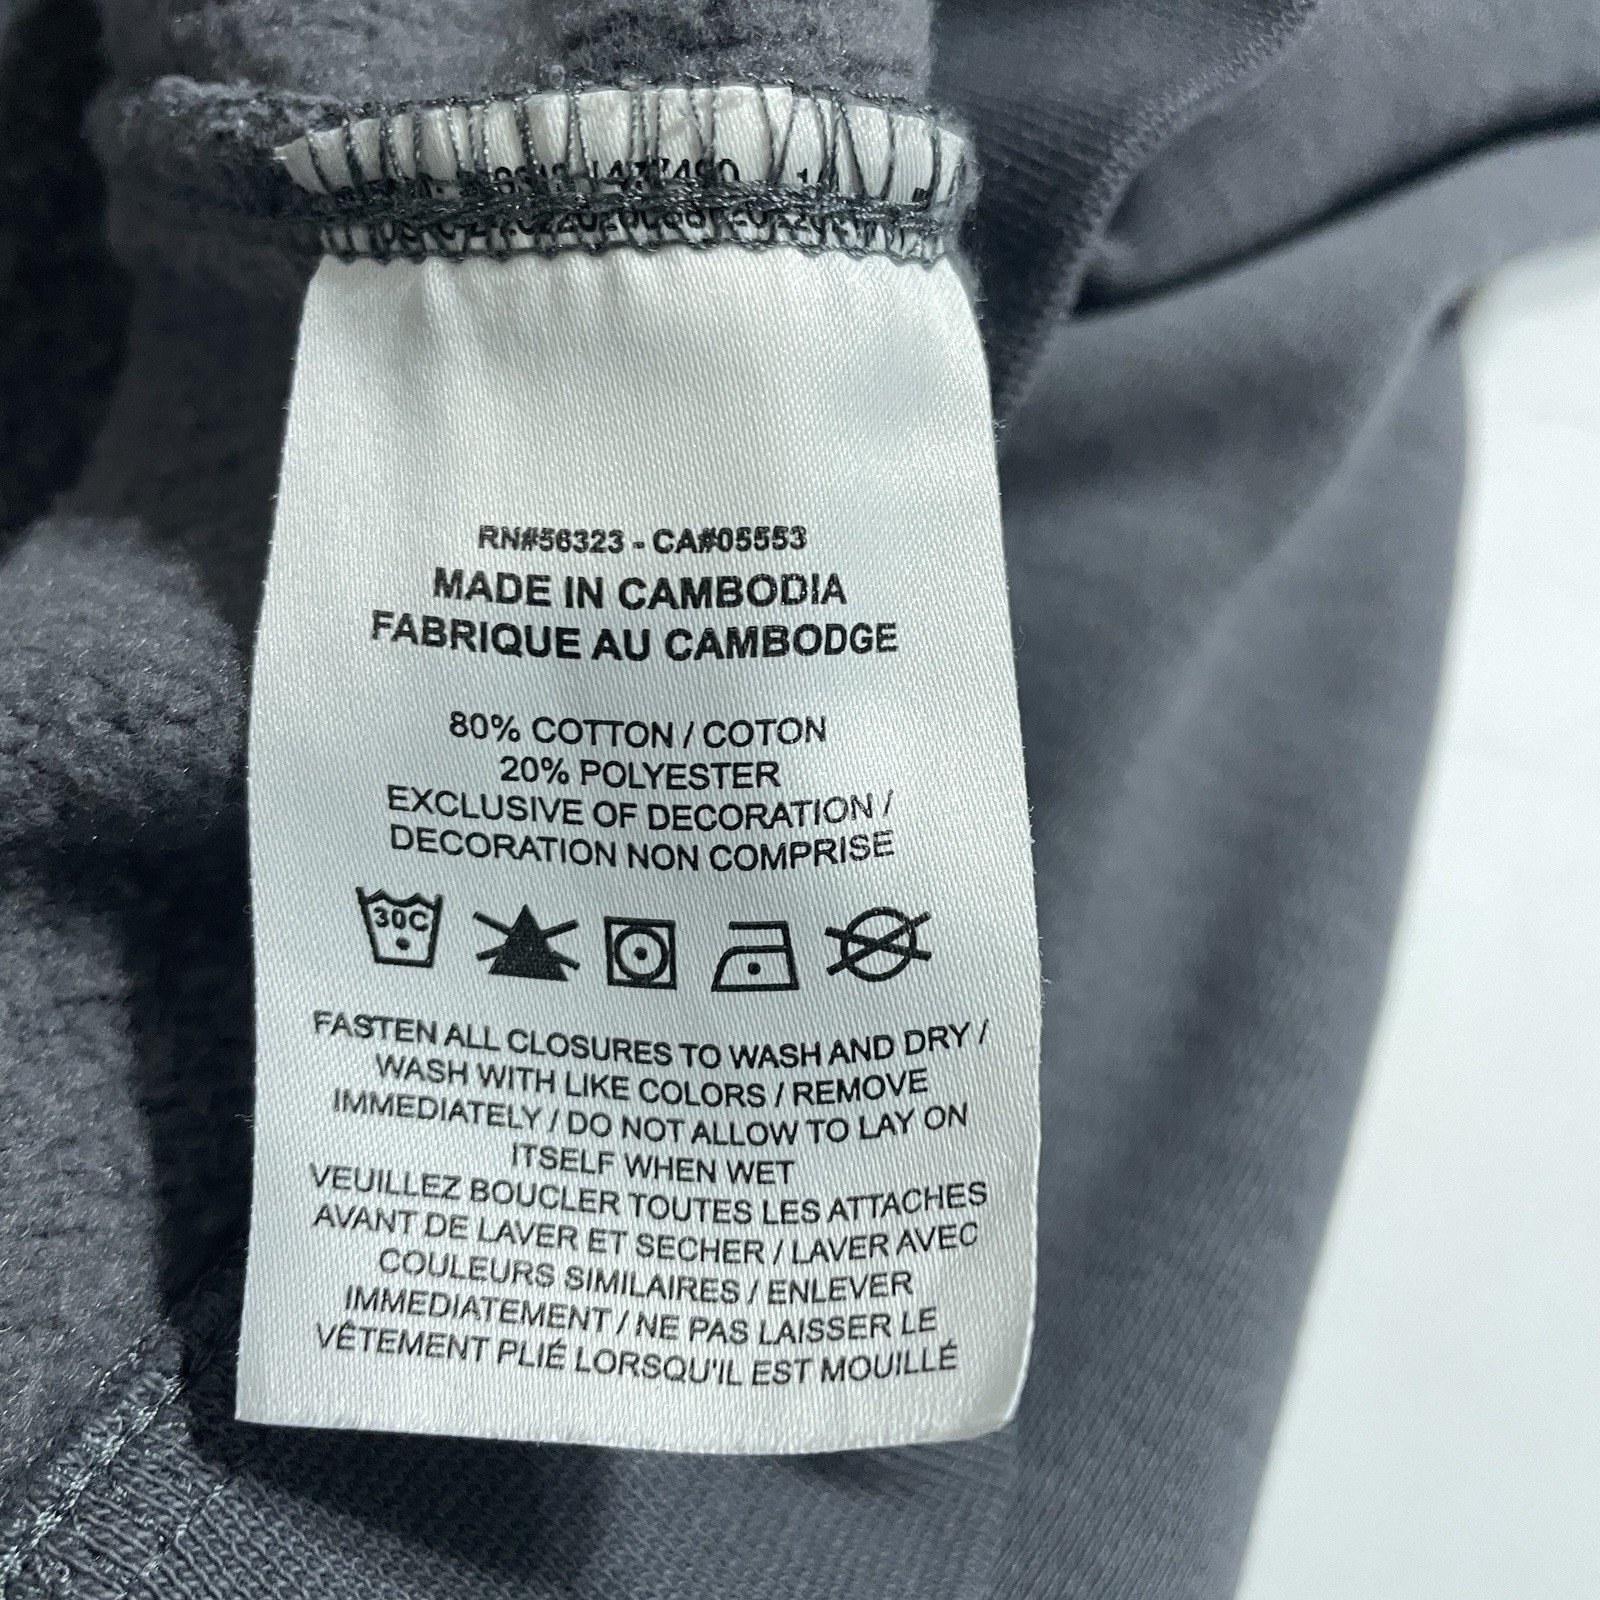 RN#56323 - CA#05553
MADE IN CAMBODIA
FABRIQUE AU CAMBODGE
80% COTTON / COTON
20% POLYESTER
EXCLUSIVE OF DECORATION /
DECORATION NON COMPRISE
30C
FASTEN ALL CLOSURES TO WASH AND DRY /
WASH WITH LIKE COLORS / REMOVE
IMMEDIATELY / DO NOT ALLOW TO LAY ON
ITSELF WHEN WET
VEUILLEZ BOUCLER TOUTES LES ATTACHES
AVANT DE LAVER ET SECHER / LAVER AVEC
COULEURS SIMILAIRES / ENLEVER
IMMEDIATEMENT / NE PAS LAISSER LE
VÊTEMENT PLIÉ LORSQU'IL EST MOUILLÉ